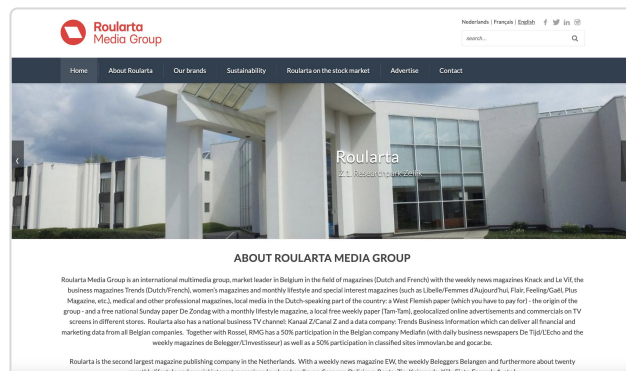 Nederlands | Français | English
Roularta
Media Group
search...
Home About Roularta Our brands Sustainability Roularta on the stock market Advertise Contact
Roularta
Z.1. Researchpark Zellik
ABOUT ROULARTA MEDIA GROUP
Roularta Media Group is an international multimedia group, market leader in Belgium in the field of magazines (Dutch and French) with the weekly news magazines Knack and Le Vif, the
business magazines Trends (Dutch/French), women's magazines and monthly lifestyle and special interest magazines (such as Libelle/Femmes d'Aujourd'hui, Flair, Feeling/Gaël, Plus
Magazine, etc.), medical and other professional magazines, local media in the Dutch-speaking part of the country: a West Flemish paper (which you have to pay for) - the origin of the
group - and a free national Sunday paper De Zondag with a monthly lifestyle magazine, a local free weekly paper (Tam-Tam), geolocalized online advertisements and commercials on TV
screens in different stores. Roularta also has a national business TV channel: Kanaal Z/Canal Z and a data company: Trends Business Information which can deliver all financial and
marketing data from all Belgian companies. Together with Rossel, RMG has a 50% participation in the Belgian company Mediafin (with daily business newspapers De Tijd/L'Echo and the
weekly magazines de Belegger/L'Investisseur) as well as a 50% participation in classified sites immovlan.be and gocar.be.
Roularta is the second largest magazine publishing company in the Netherlands. With a weekly news magazine EW, the weekly Beleggers Belangen and furthermore about twenty